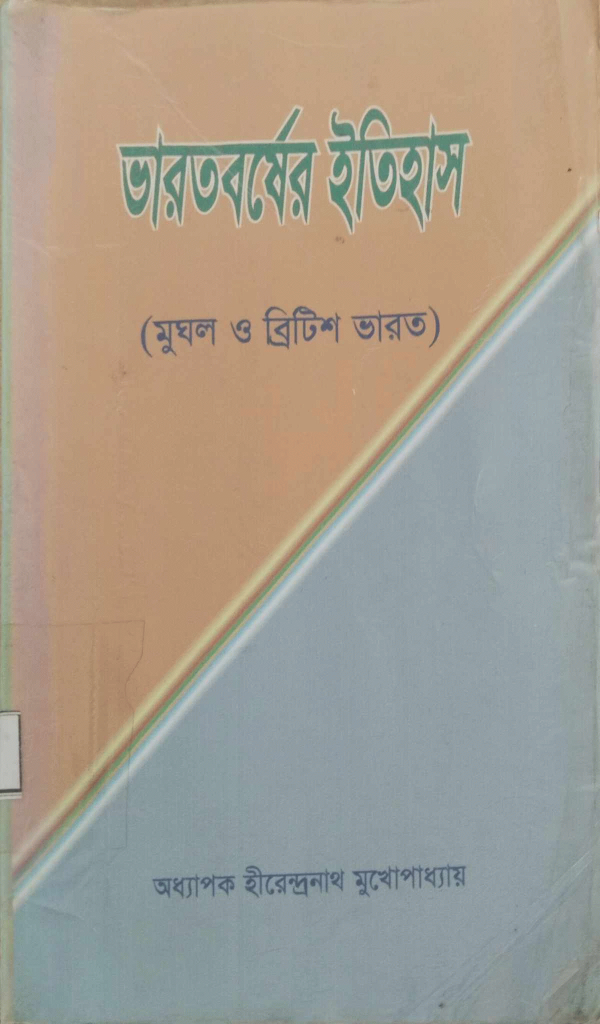 ভারতবর্ষের ইতিহাস
(মুঘল ও ব্রিটিশ ভারত)
অধ্যাপক হীরেন্দ্রনাথ মুখোপাধ্যায়